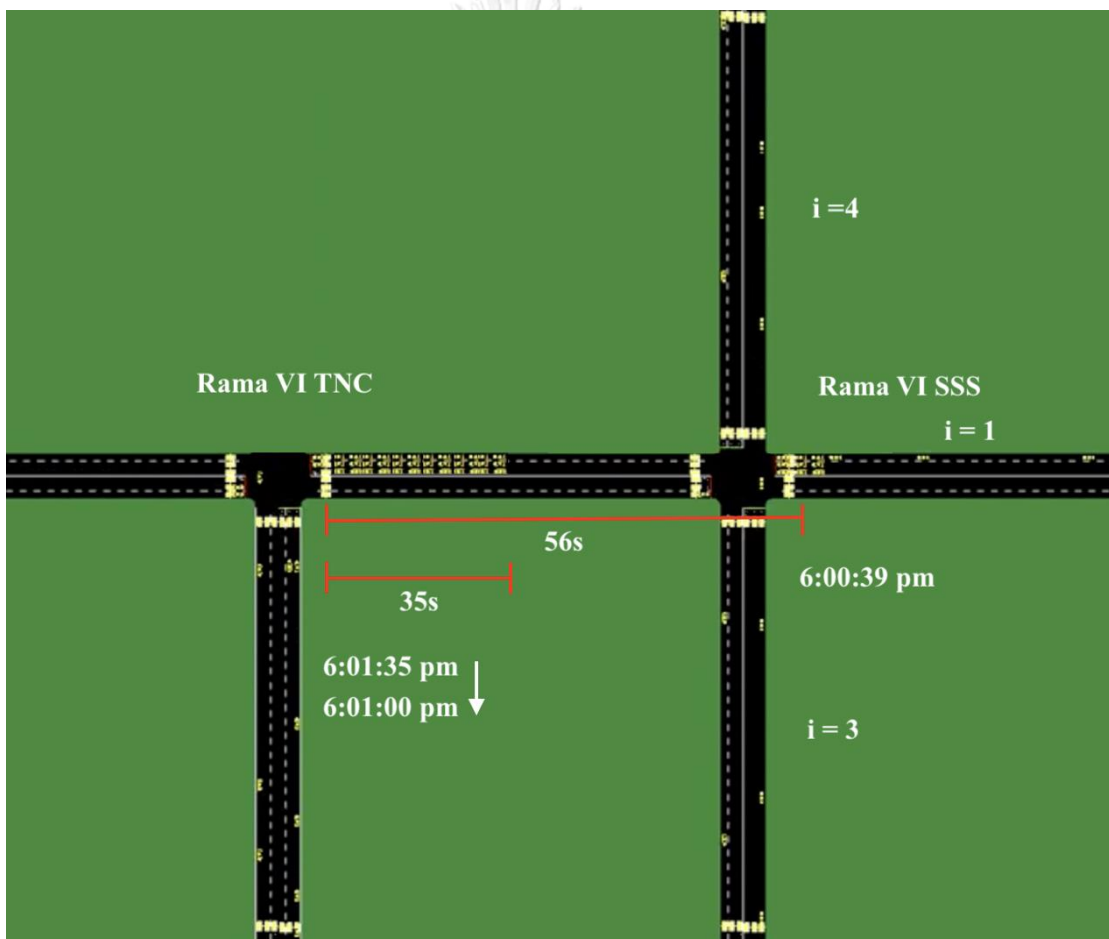 i =4
Rama VI TNC
Rama VI SSS
i = 1
56s
6:00:39 pm
35s
6:01:35 pm
6:01:00 pm
i = 3